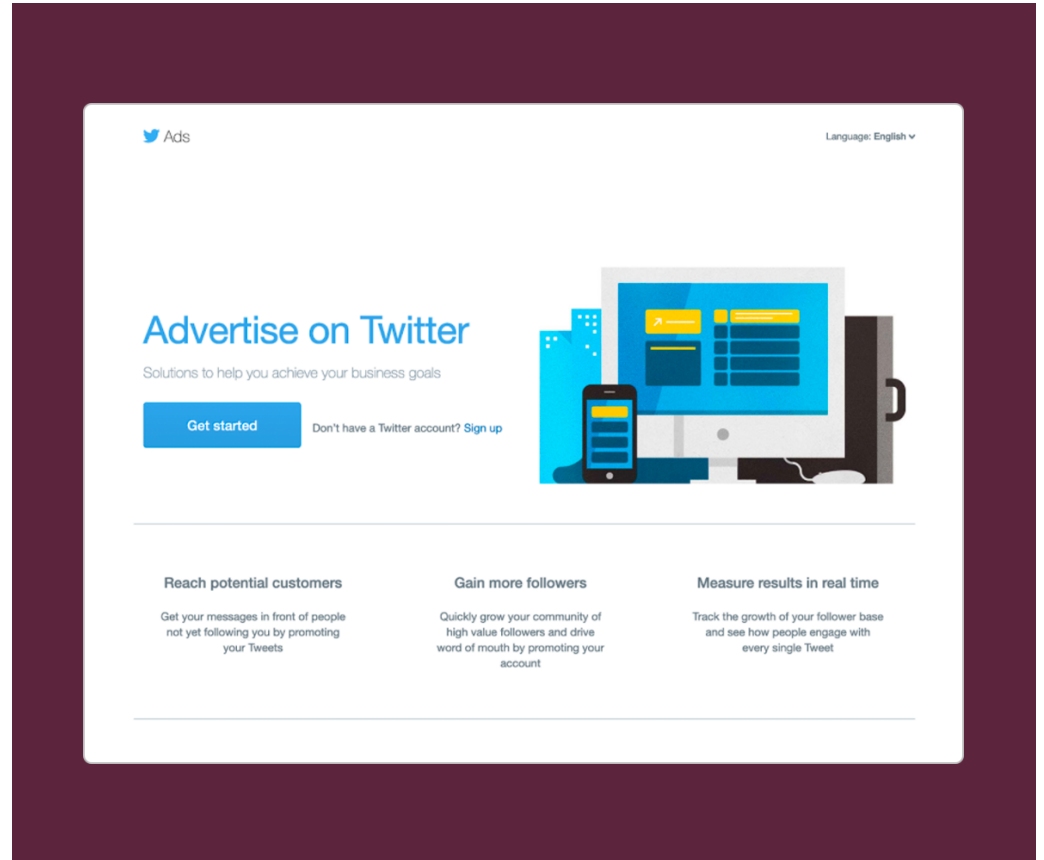 Ads
Language: English
Advertise on Twitter
Solutions to help you achieve your business goals
Get started
Don't have a Twitter account? Sign up
Reach potential customers
Get your messages in front of people
not yet following you by promoting
your Tweets
Gain more followers
Quickly grow your community of
high value followers and drive
word of mouth by promoting your
account
Measure results in real time
Track the growth of your follower base
and see how people engage with
every single Tweet